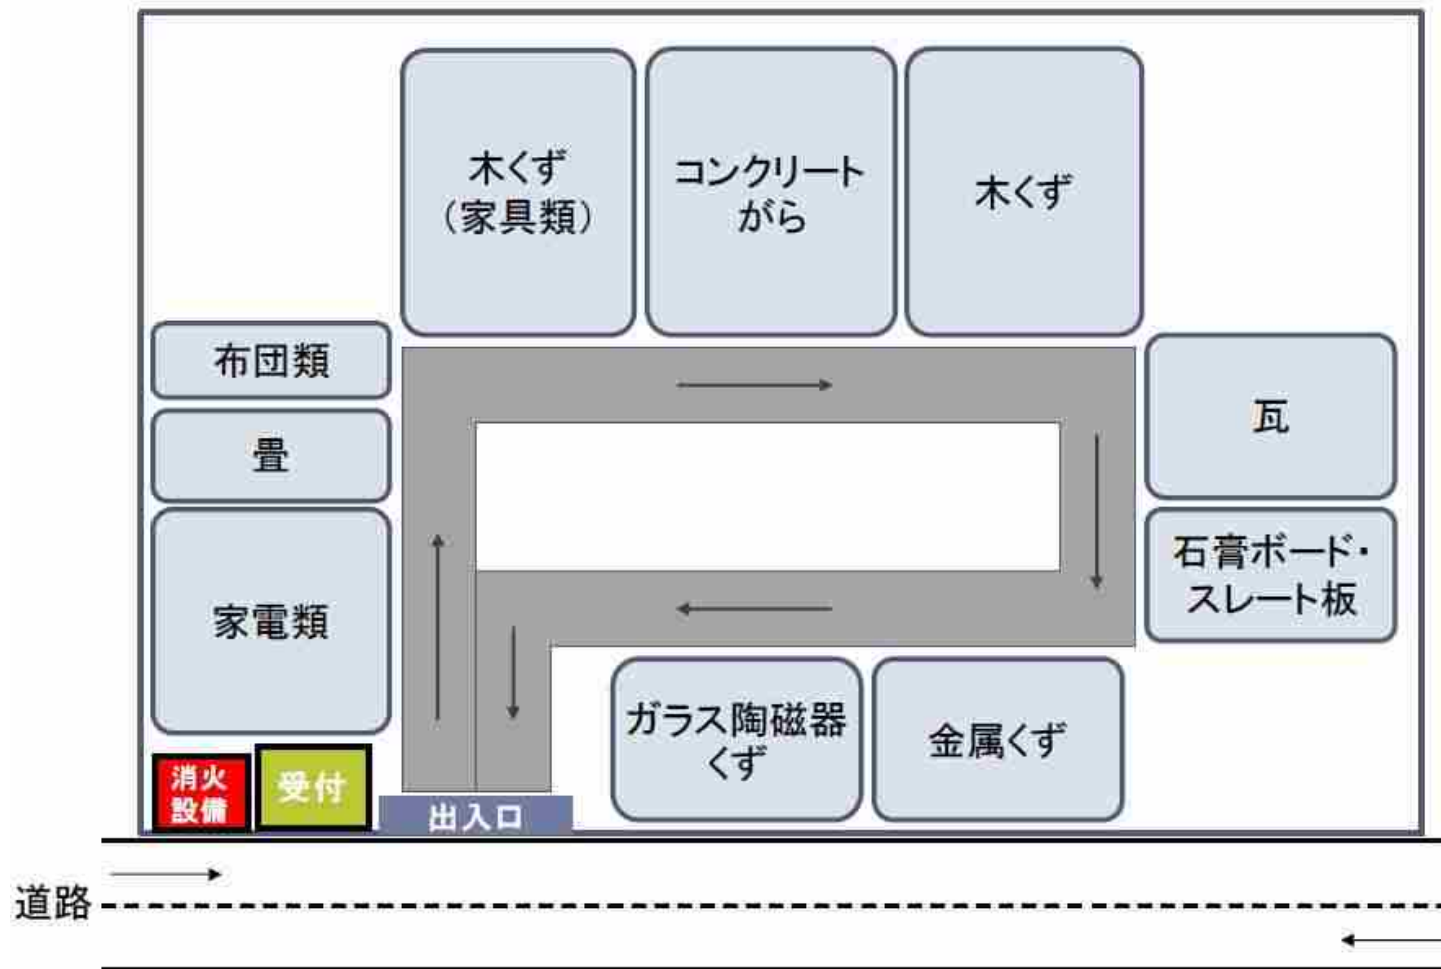 木くず
（家具類）
コンクリート
がら
木くず
布団類
畳
家電類
瓦
石膏ボード・
スレート板
ガラス陶磁器
くず
金属くず
消火
設備
受付
出入口
道路